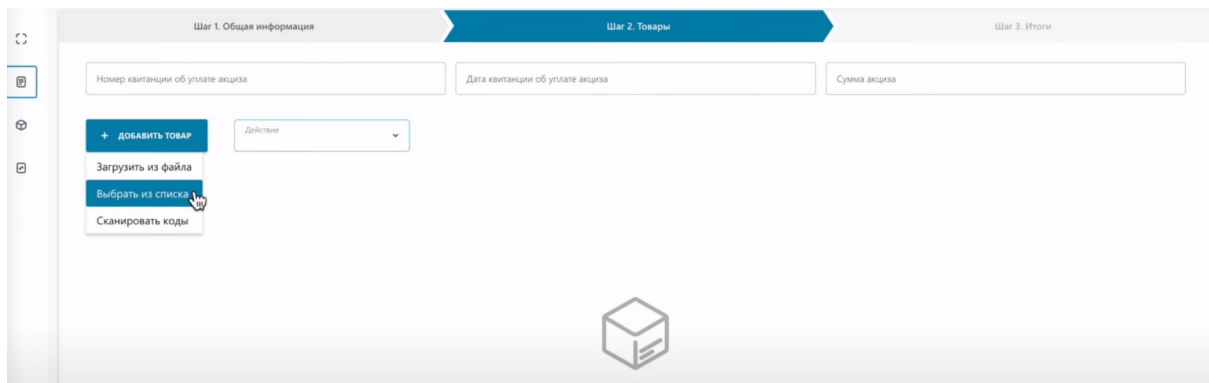 Шаг 1. Общая информация
Шаг 2. Товары
Шаг 3. Итоги
Номер квитанции об уплате акциза
Дата квитанции об уплате акциза
Сумма акциза
+ ДОБАВИТЬ ТОВАР
Действие
Загрузить из файла
Выбрать из списка
Сканировать коды